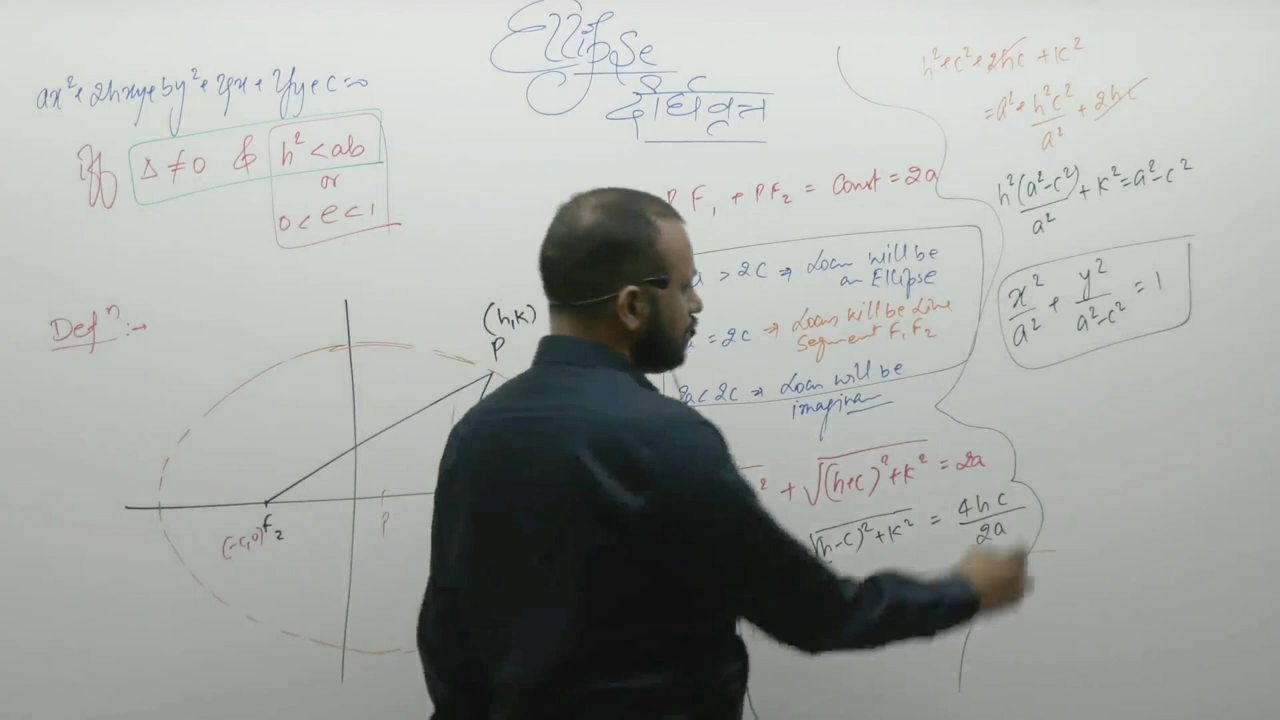 Ellipse
दीर्घवृत्त
ax² + 2hxy + by² + 2gx + 2fy + c = 0
iff Δ ≠ 0 & h² < ab
or
0 < e < 1
Defⁿ :→
(h,k)
P
(-c,0) F₂
P
PF₁ + PF₂ = Const = 2a
a > 2c ⇒ Locus will be
an Ellipse
= 2c → Locus will be Line
segment F₁F₂
2a < 2c ⇒ Locus will be
imaginary
² + √(h+c)² + k² = 2a
√(h-c)² + k² = 4hc/2a
h² + c² + 2hc + k²
= a² + h²c²/a² + 2hc
h²(a²-c²)/a² + k² = a² - c²
x²/a² + y²/a²-c² = 1